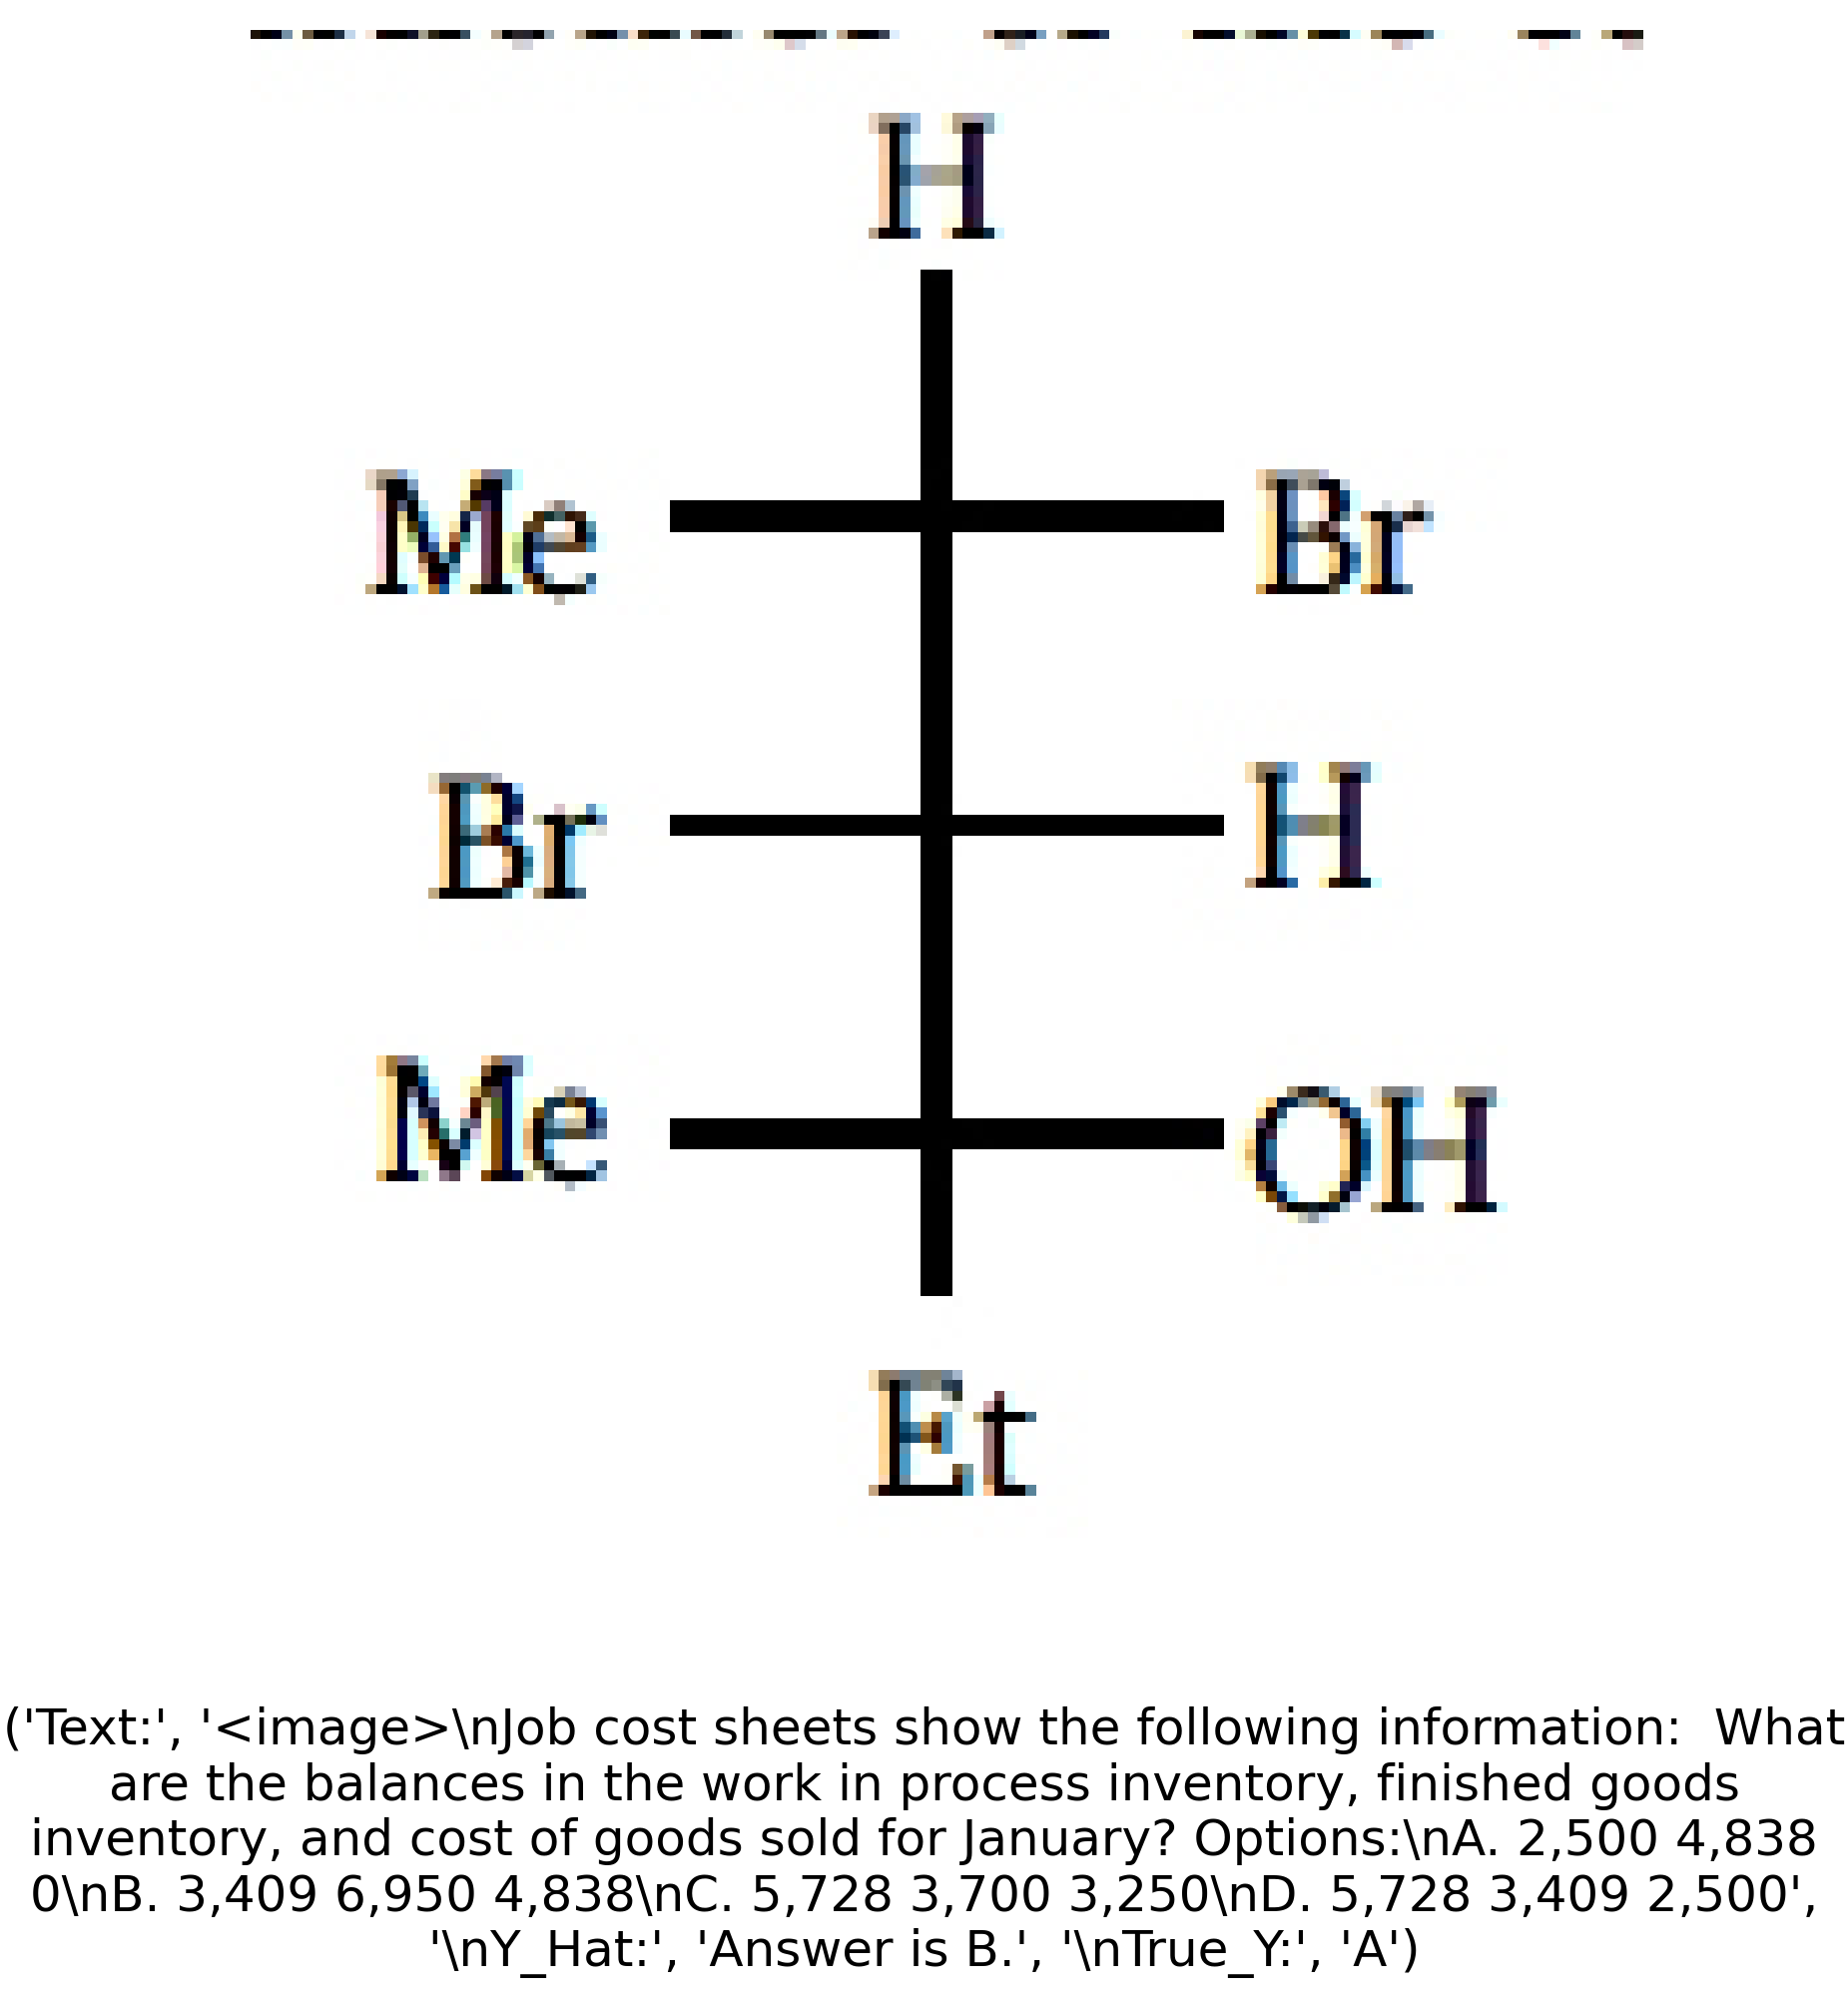 H
Me Br
Br H
Me OH
Et
('Text:', '<image>\nJob cost sheets show the following information:  What
are the balances in the work in process inventory, finished goods
inventory, and cost of goods sold for January? Options:\nA. 2,500 4,838
0\nB. 3,409 6,950 4,838\nC. 5,728 3,700 3,250\nD. 5,728 3,409 2,500',
'\nY_Hat:', 'Answer is B.', '\nTrue_Y:', 'A')